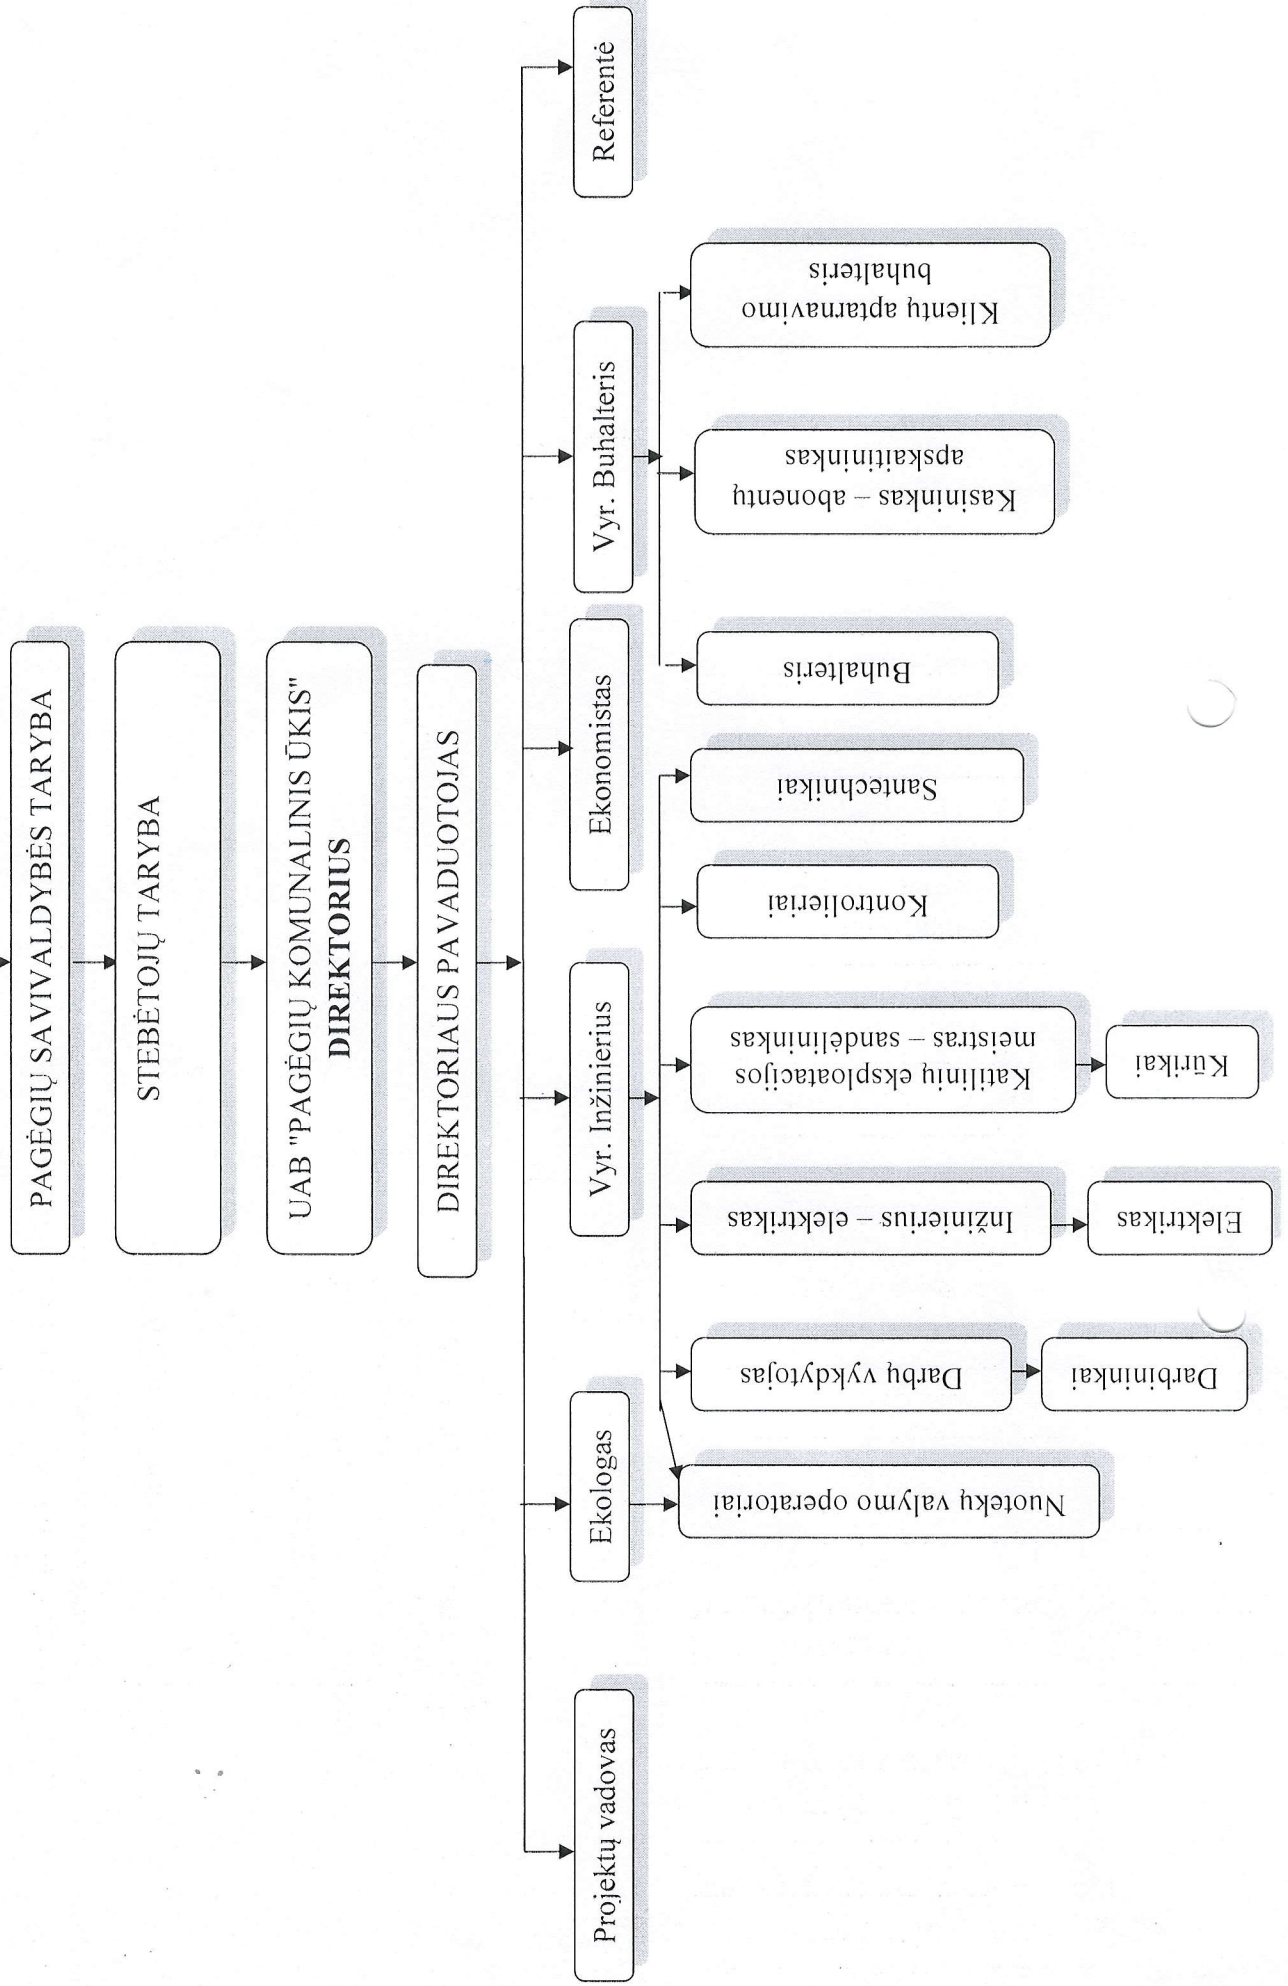 PAGĖGIŲ SAVIVALDYBĖS TARYBA
STEBĖTOJŲ TARYBA
UAB "PAGĖGIŲ KOMUNALINIS ŪKIS"
DIREKTORIUS
DIREKTORIAUS PAVADUOTOJAS
Projektų vadovas
Ekologas
Vyr. Inžinierius
Ekonomistas
Vyr. Buhalteris
Referentė
Nuotekų valymo operatoriai
Darbų vykdytojas
Inžinierius – elektrikas
Katilinių eksploatacijos
meistras – sandėlininkas
Kontrolieriai
Santechnikai
Buhalteris
Kasininkas – abonentų
apskaitininkas
Klientų aptarnavimo
buhalteris
Darbininkai
Elektrikas
Kūrikai